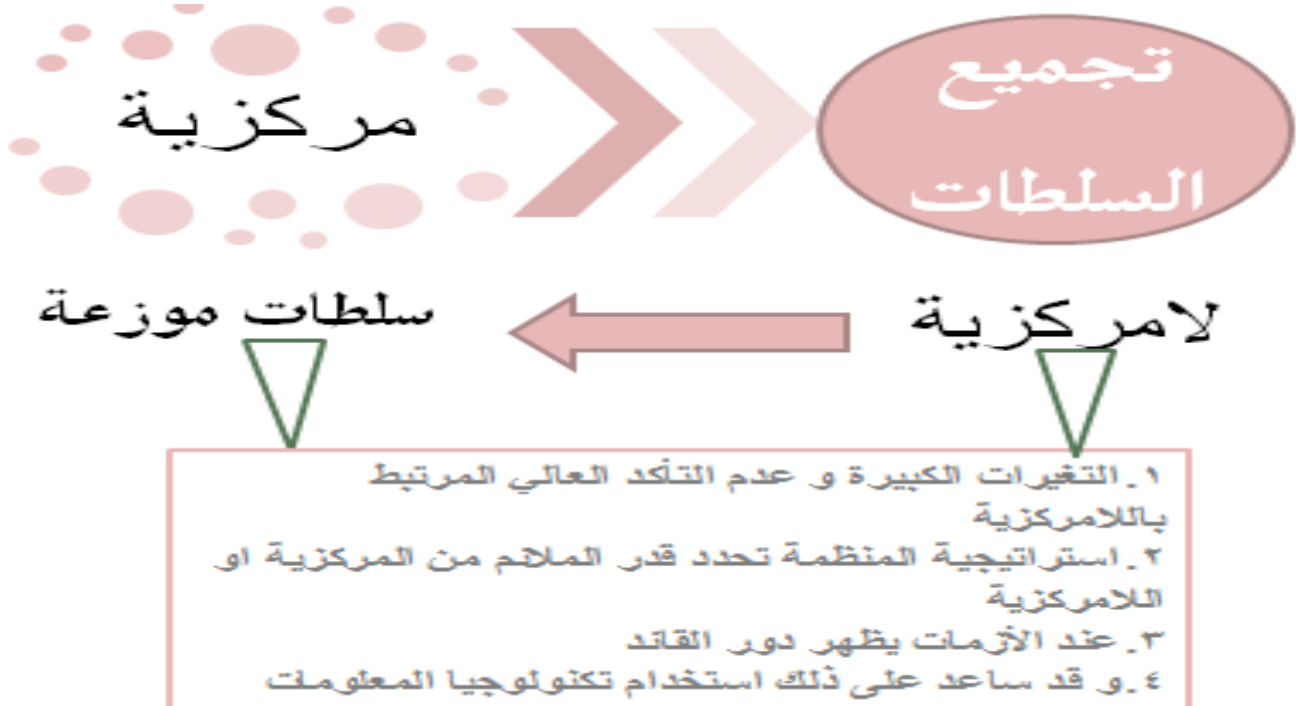 مركزية
تجميع
السلطات
لامركزية
سلطات موزعة
١.التغيرات الكبيرة و عدم التأكد العالي المرتبط
باللامركزية
٢.استراتيجية المنظمة تحدد قدر الملائم من المركزية او
اللامركزية
٣.عند الأزمات يظهر دور القائد
٤.و قد ساعد على ذلك استخدام تكنولوجيا المعلومات